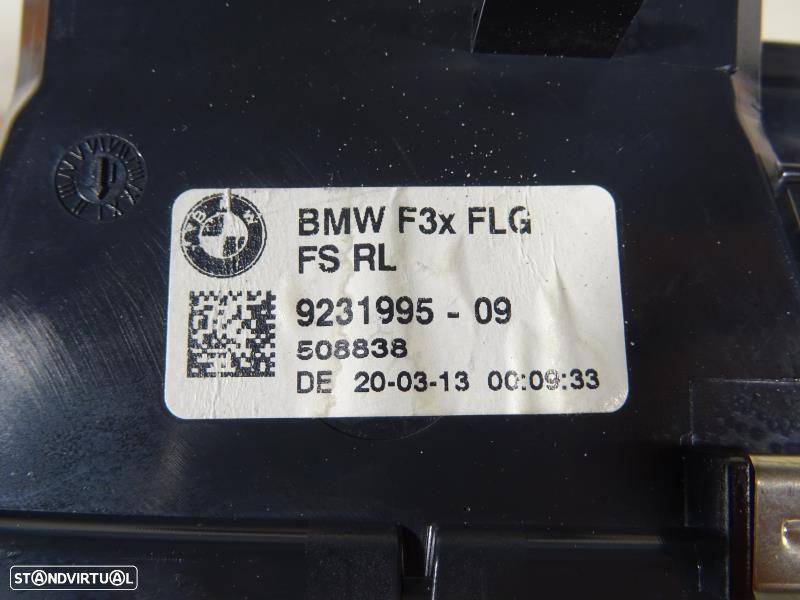 BMW F3x FLG
FS RL
9231995 - 09
508838
DE 20-03-13 00:09:33
STANDVIRTUAL